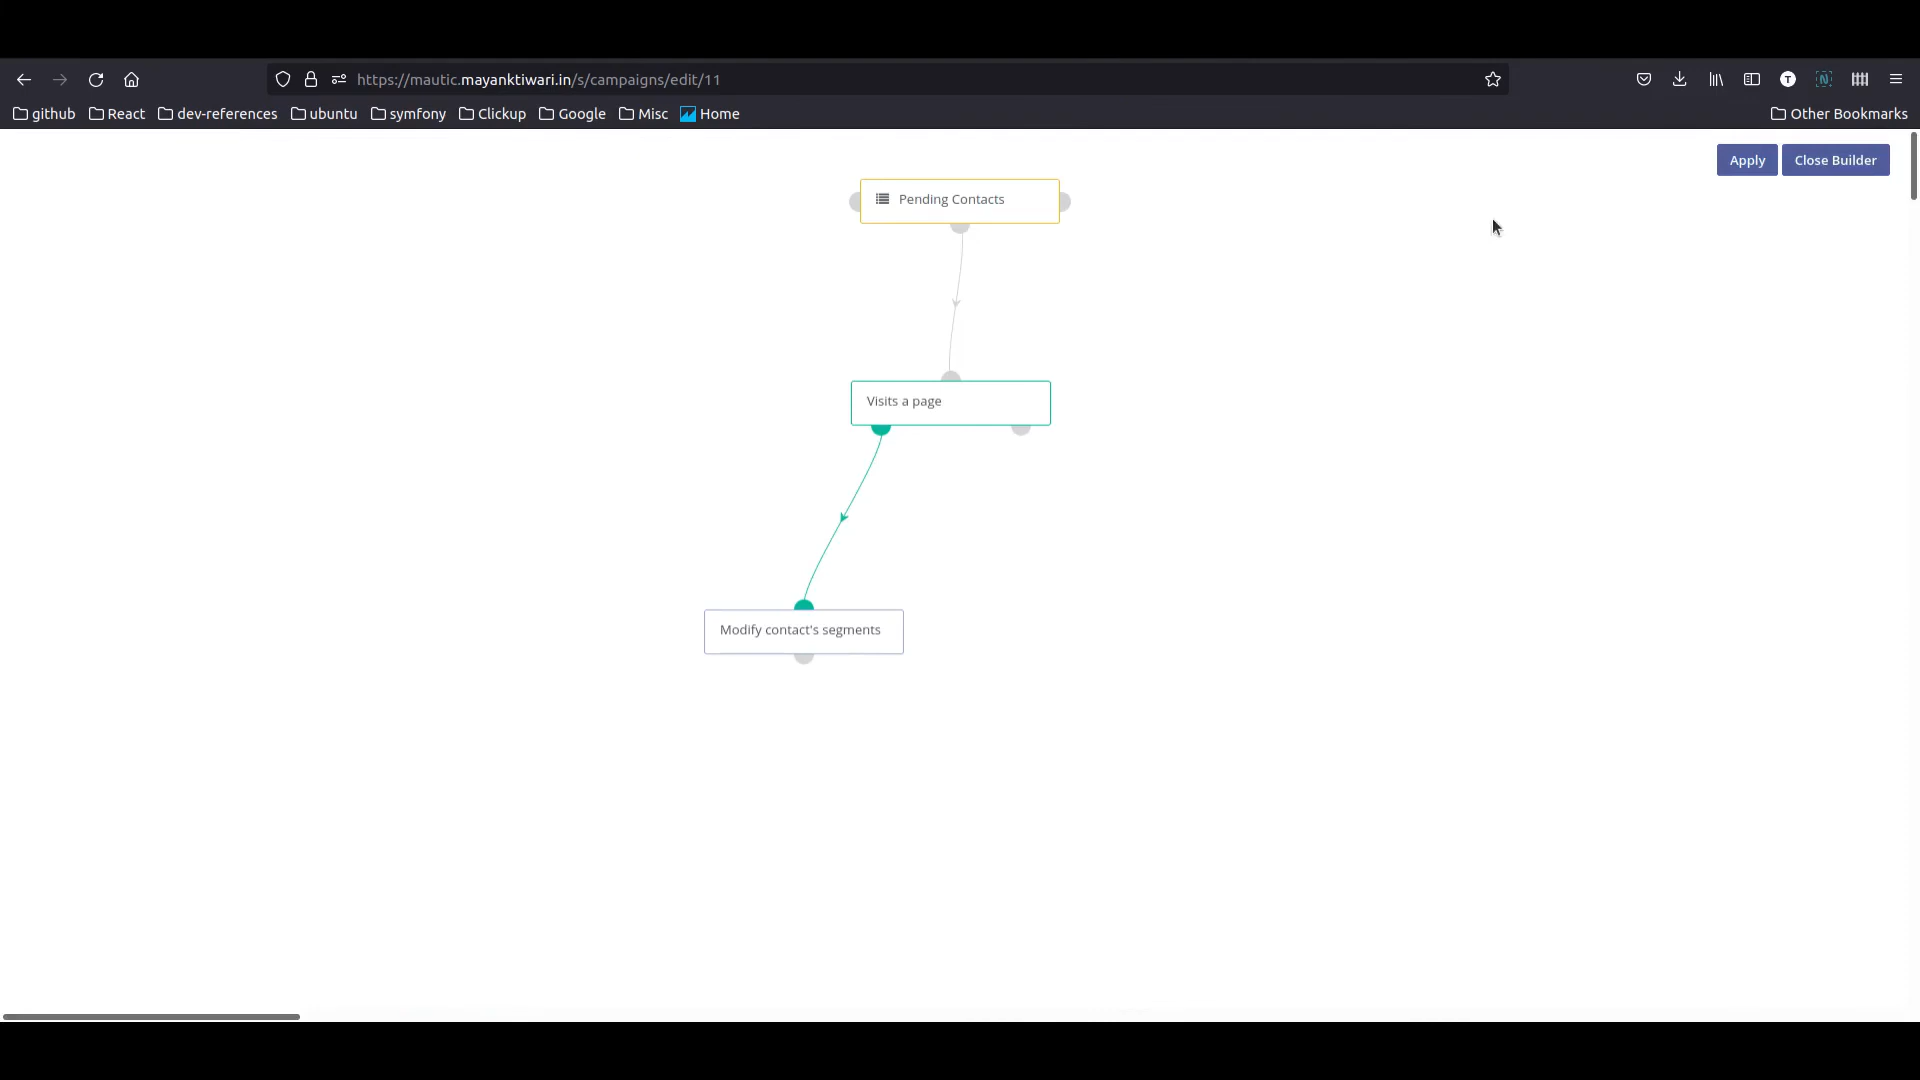 https://mautic.mayanktiwari.in/s/campaigns/edit/11
github React dev-references ubuntu symfony Clickup Google Misc Home Other Bookmarks
Apply Close Builder
Pending Contacts
Visits a page
Modify contact's segments